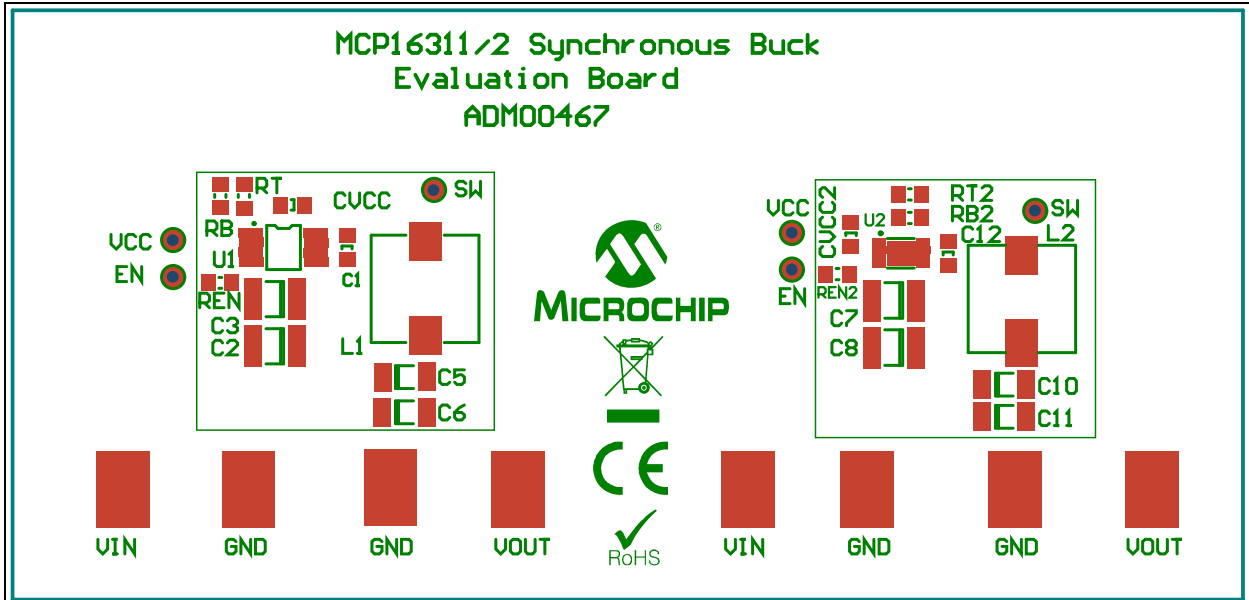 MCP16311/2 Synchronous Buck
Evaluation Board
ADM00467
RT
CVCC
SW
RB
VCC
U1
EN
C1
REN
C3
C2
L1
C5
C6
®
MICROCHIP
CE
RoHS
VCC
CVCC2
U2
RT2
RB2
SW
C12
L2
EN
REN2
C7
C8
C10
C11
VIN
GND
GND
VOUT
VIN
GND
GND
VOUT